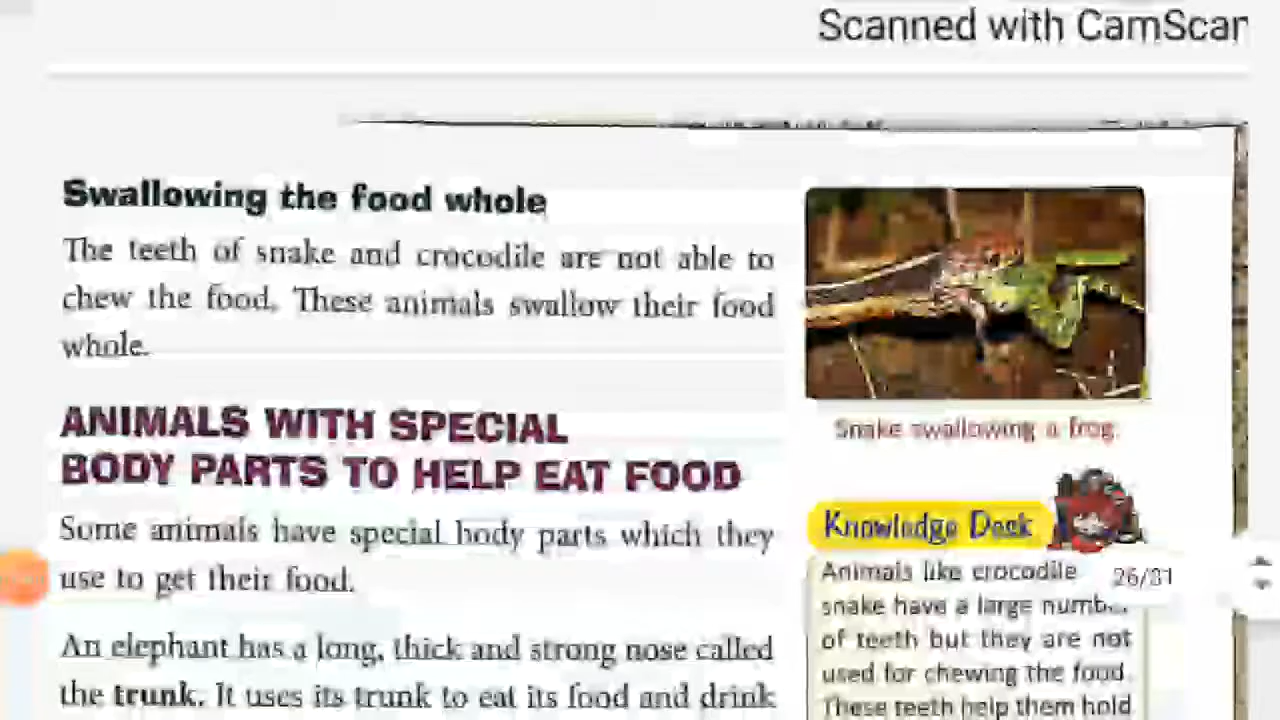 Scanned with CamScar
Swallowing the food whole
The teeth of snake and crocodile are not able to
chew the food. These animals swallow their food
whole.
ANIMALS WITH SPECIAL
BODY PARTS TO HELP EAT FOOD
Some animals have special body parts which they
use to get their food.
An elephant has a long, thick and strong nose called
the trunk. It uses its trunk to eat its food and drink
Snake swallowing a frog.
Knowledge Desk
Animals like crocodile
snake have a large
of teeth but they are not
used for chewing the food.
These teeth help them hold
26/31